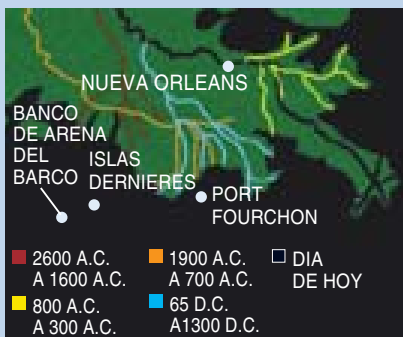 NUEVA ORLEANS
BANCO
DE ARENA
DEL
BARCO
ISLAS
DERNIERES
PORT
FOURCHON
2600 A.C.
A 1600 A.C.
1900 A.C.
A 700 A.C.
DIA
DE HOY
800 A.C.
A 300 A.C.
65 D.C.
A1300 D.C.